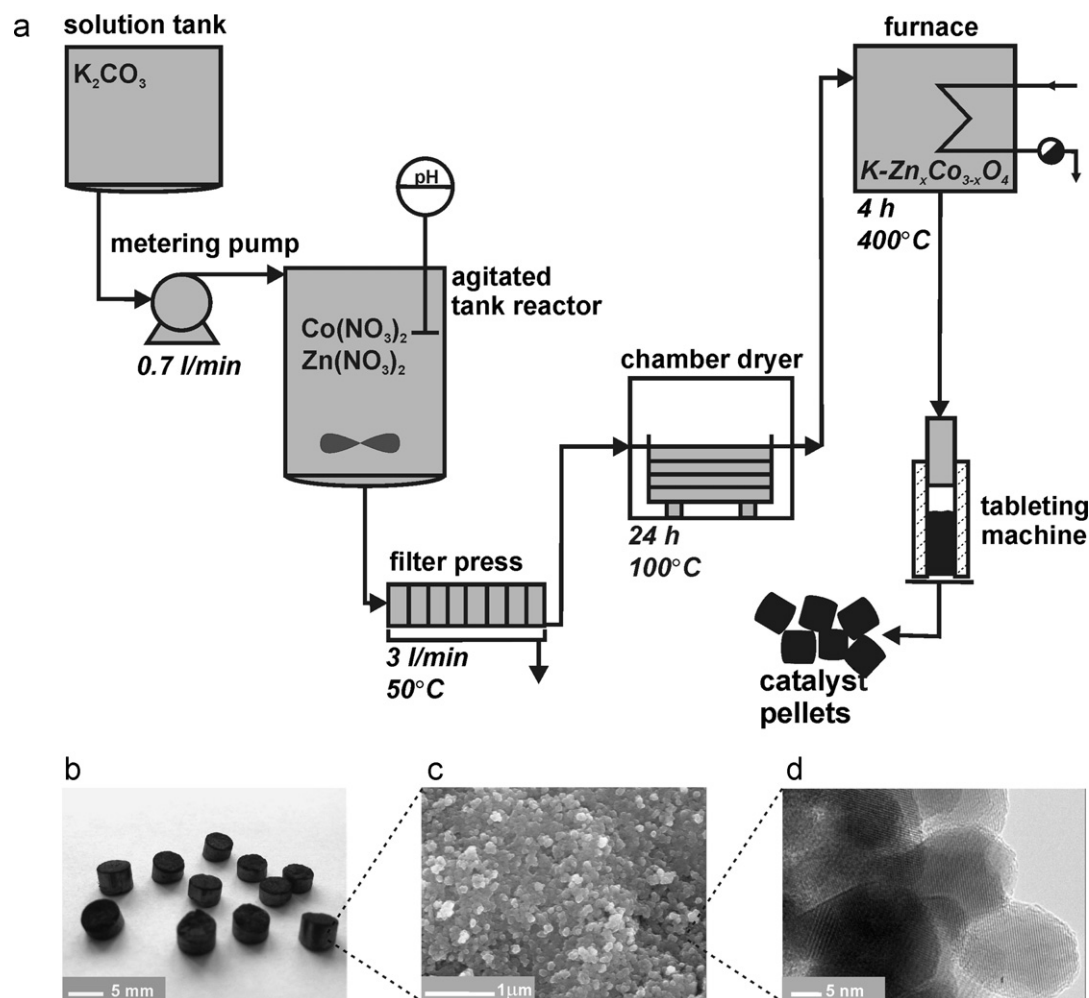 a
solution tank
K₂CO₃
metering pump
0.7 l/min
pH
agitated
tank reactor
Co(NO₃)₂
Zn(NO₃)₂
filter press
3 l/min
50°C
chamber dryer
24 h
100°C
furnace
K-ZnₓCo₃₋ₓO₄
4 h
400°C
tableting
machine
catalyst
pellets
b
5 mm
c
1µm
d
5 nm